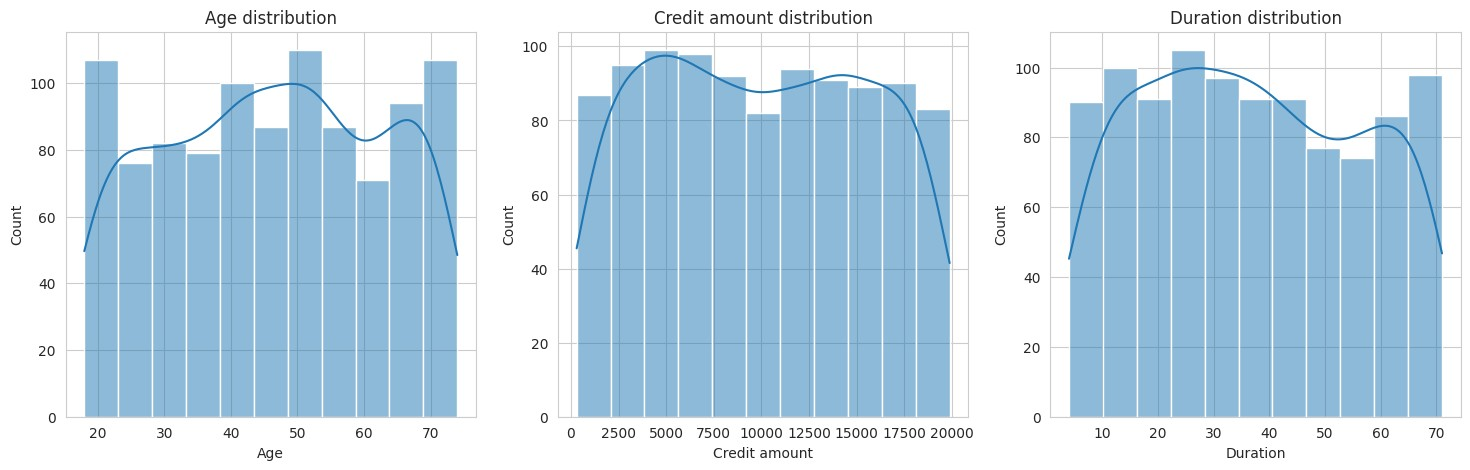 Age distribution
100
80
60
40
20
0
Count
20 30 40 50 60 70
Age
Credit amount distribution
100
80
60
40
20
0
Count
0 2500 5000 7500 10000 12500 15000 17500 20000
Credit amount
Duration distribution
100
80
60
40
20
0
Count
10 20 30 40 50 60 70
Duration